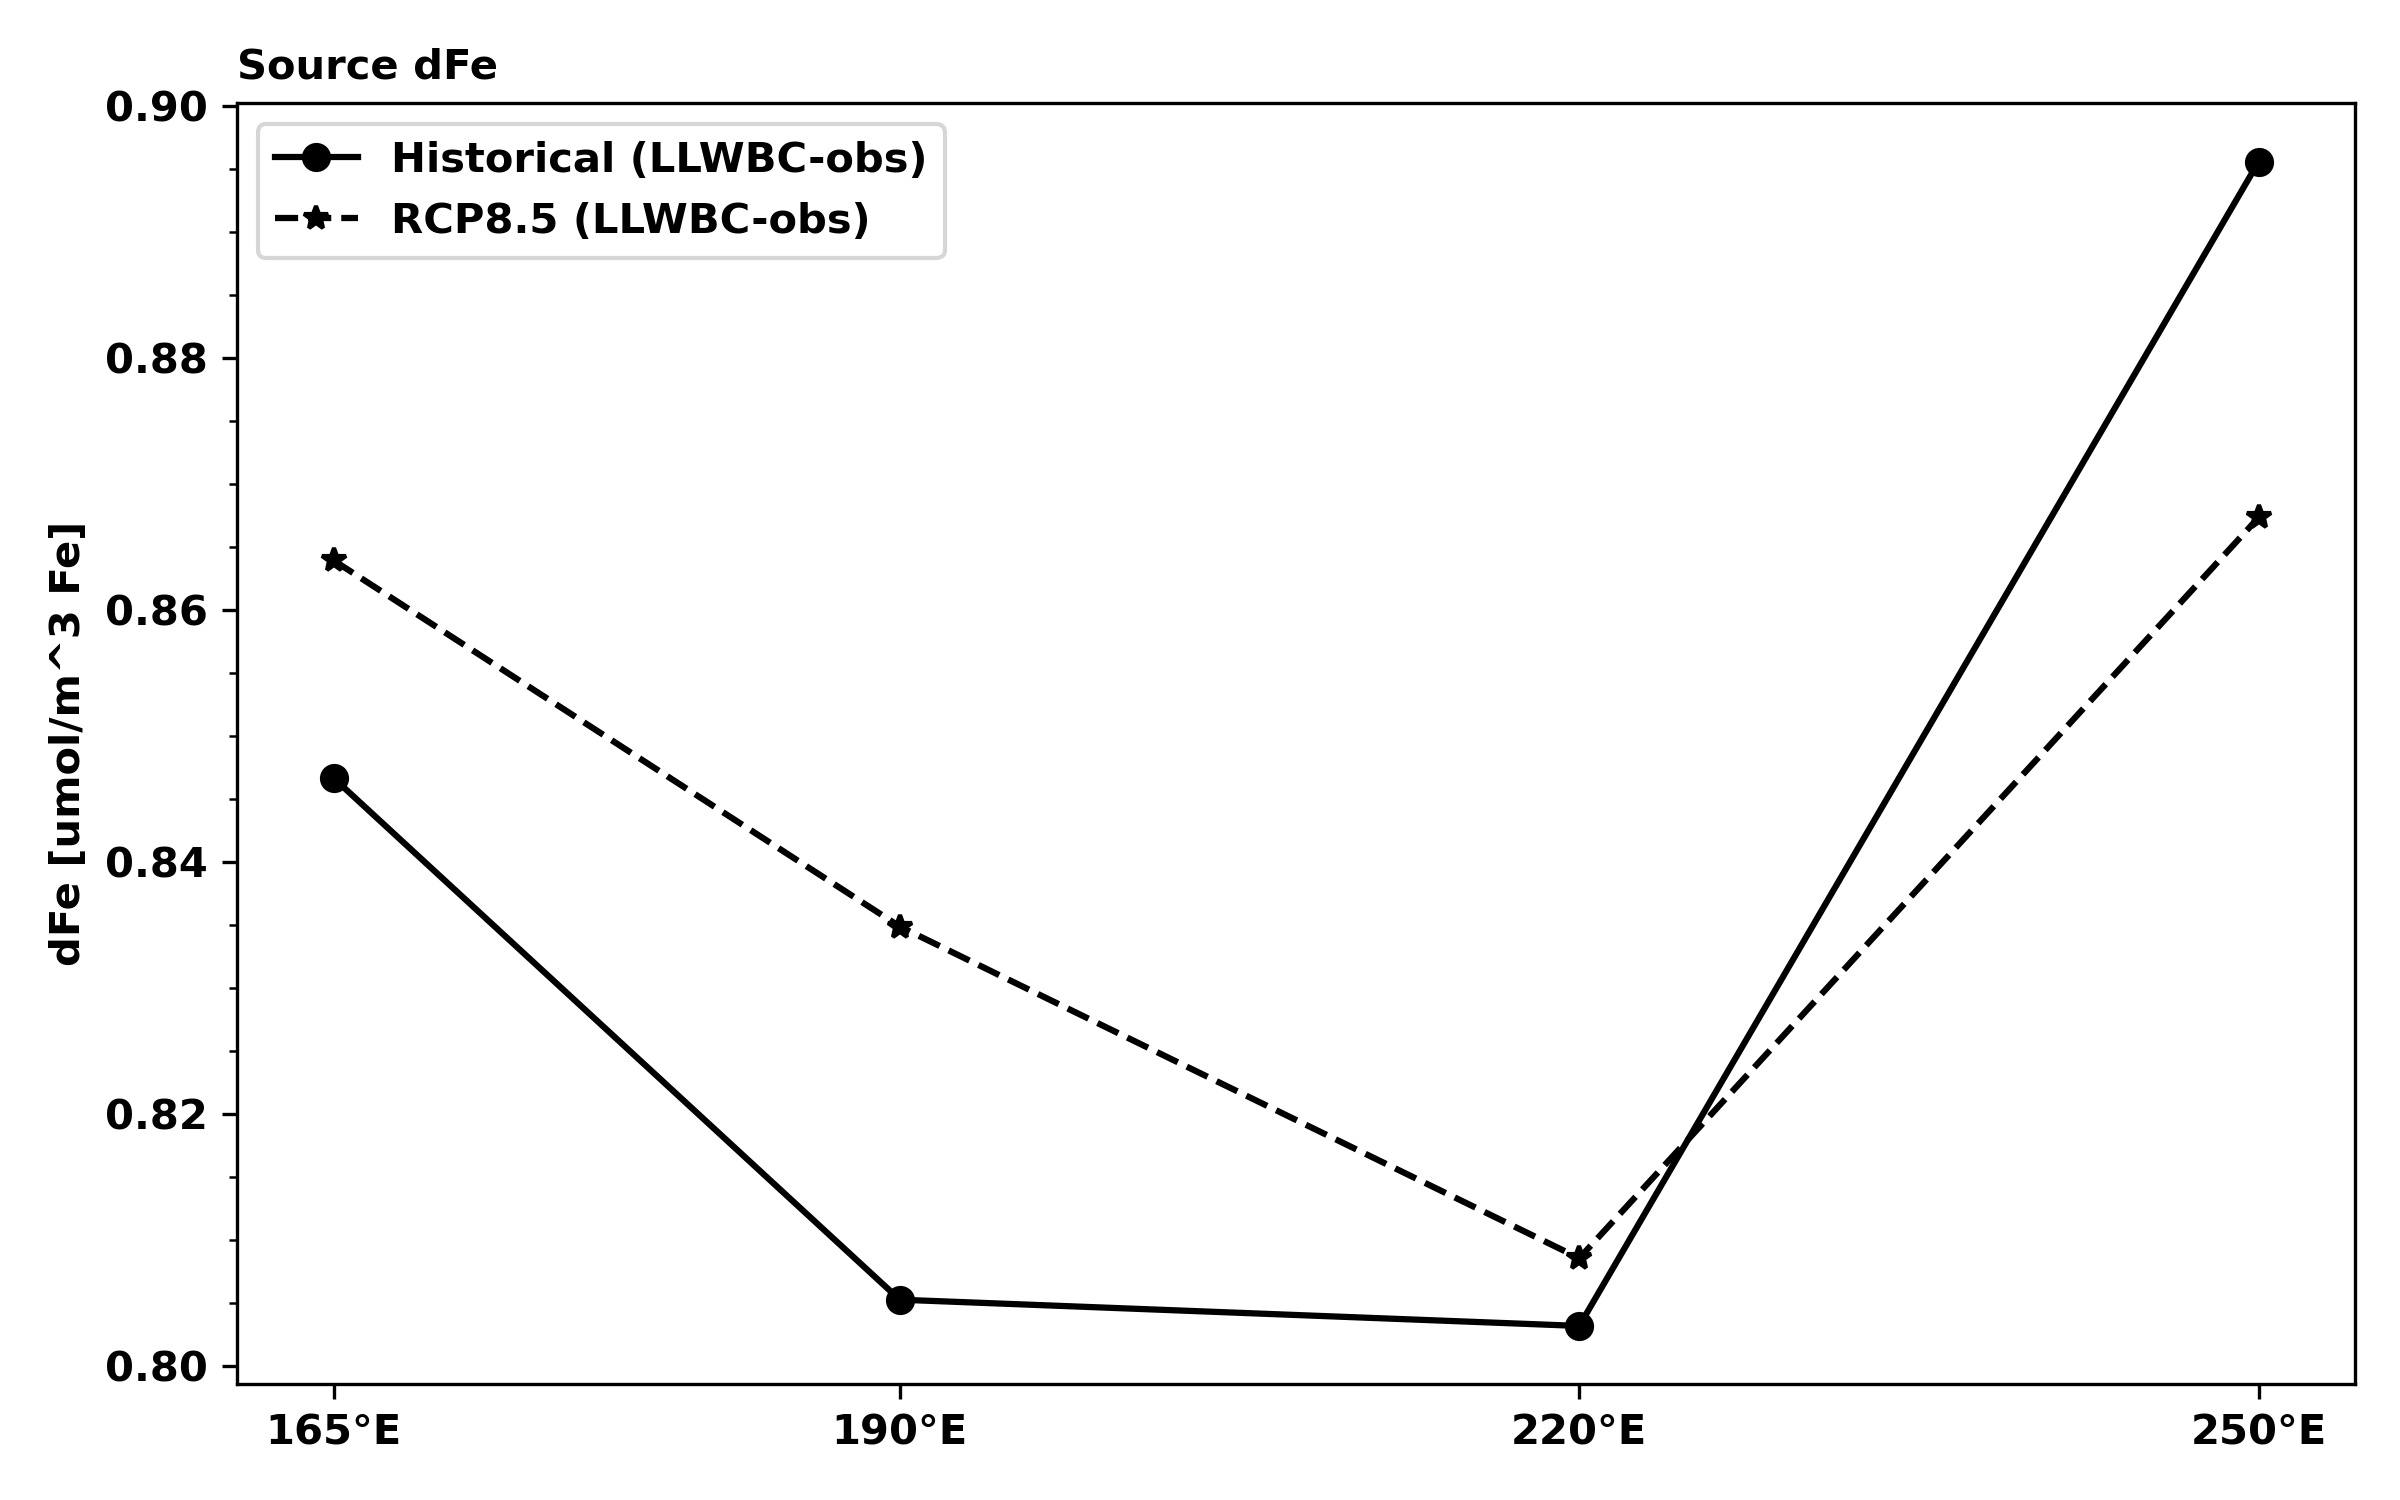 Source dFe
Historical (LLWBC-obs)
RCP8.5 (LLWBC-obs)
dFe [umol/m^3 Fe]
0.90
0.88
0.86
0.84
0.82
0.80
165°E
190°E
220°E
250°E